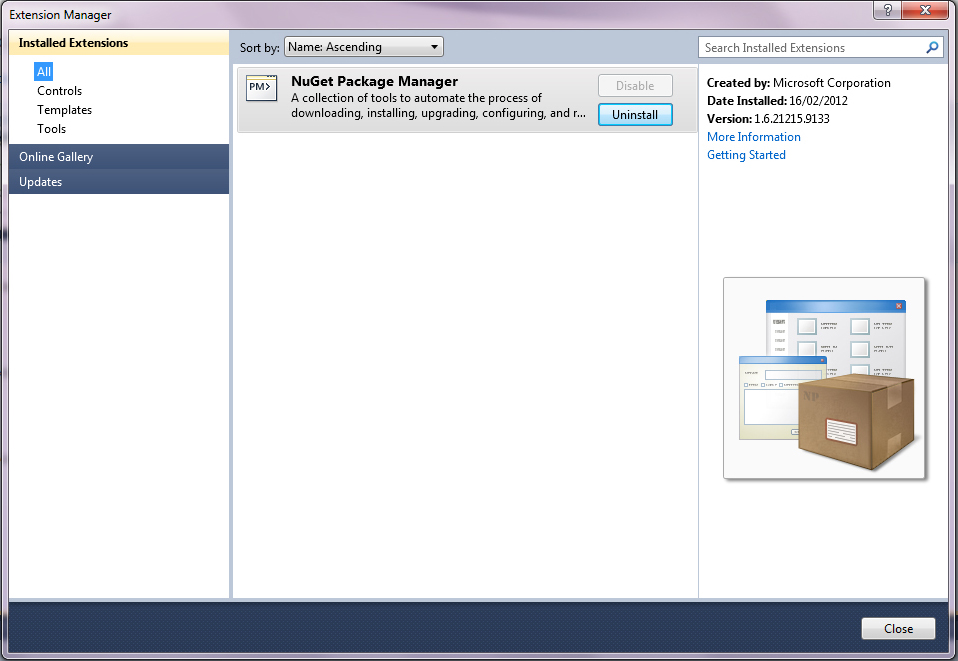 Extension Manager
?
Installed Extensions
All
Controls
Templates
Tools
Online Gallery
Updates
Sort by: Name: Ascending
PM>
NuGet Package Manager
A collection of tools to automate the process of
downloading, installing, upgrading, configuring, and r...
Disable
Uninstall
Search Installed Extensions
Created by: Microsoft Corporation
Date Installed: 16/02/2012
Version: 1.6.21215.9133
More Information
Getting Started
NP
Close